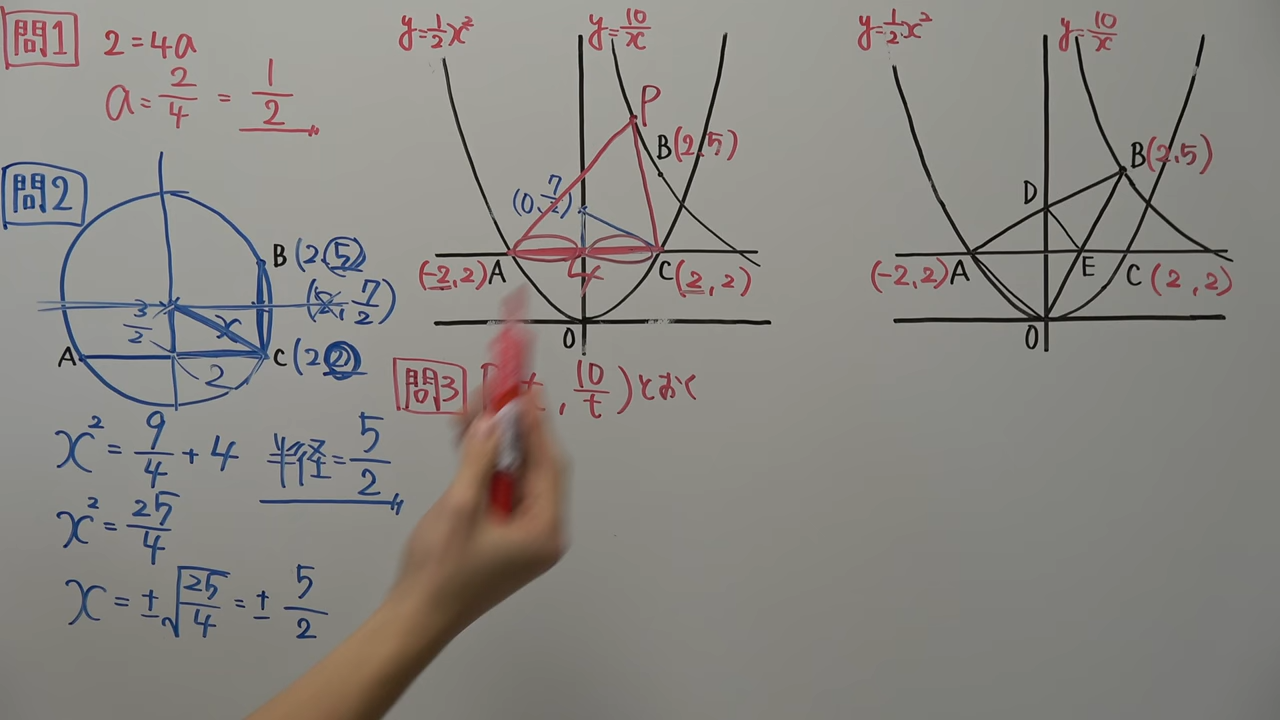 問1
2=4a
a=2/4=1/2
問2
B(2,5)
(2,7/2)
3/2
x
A
2
C(2,2)
x²=9/4+4
半径=5/2
x²=25/4
x=±√25/4=±5/2
y=1/2x²
y=10/x
P
B(2,5)
(0,7/2)
(-2,2)A
4
C(2,2)
O
問3
t,10/t)とおく
y=1/2x²
y=10/x
B(2,5)
D
(-2,2)A
E
C(2,2)
O